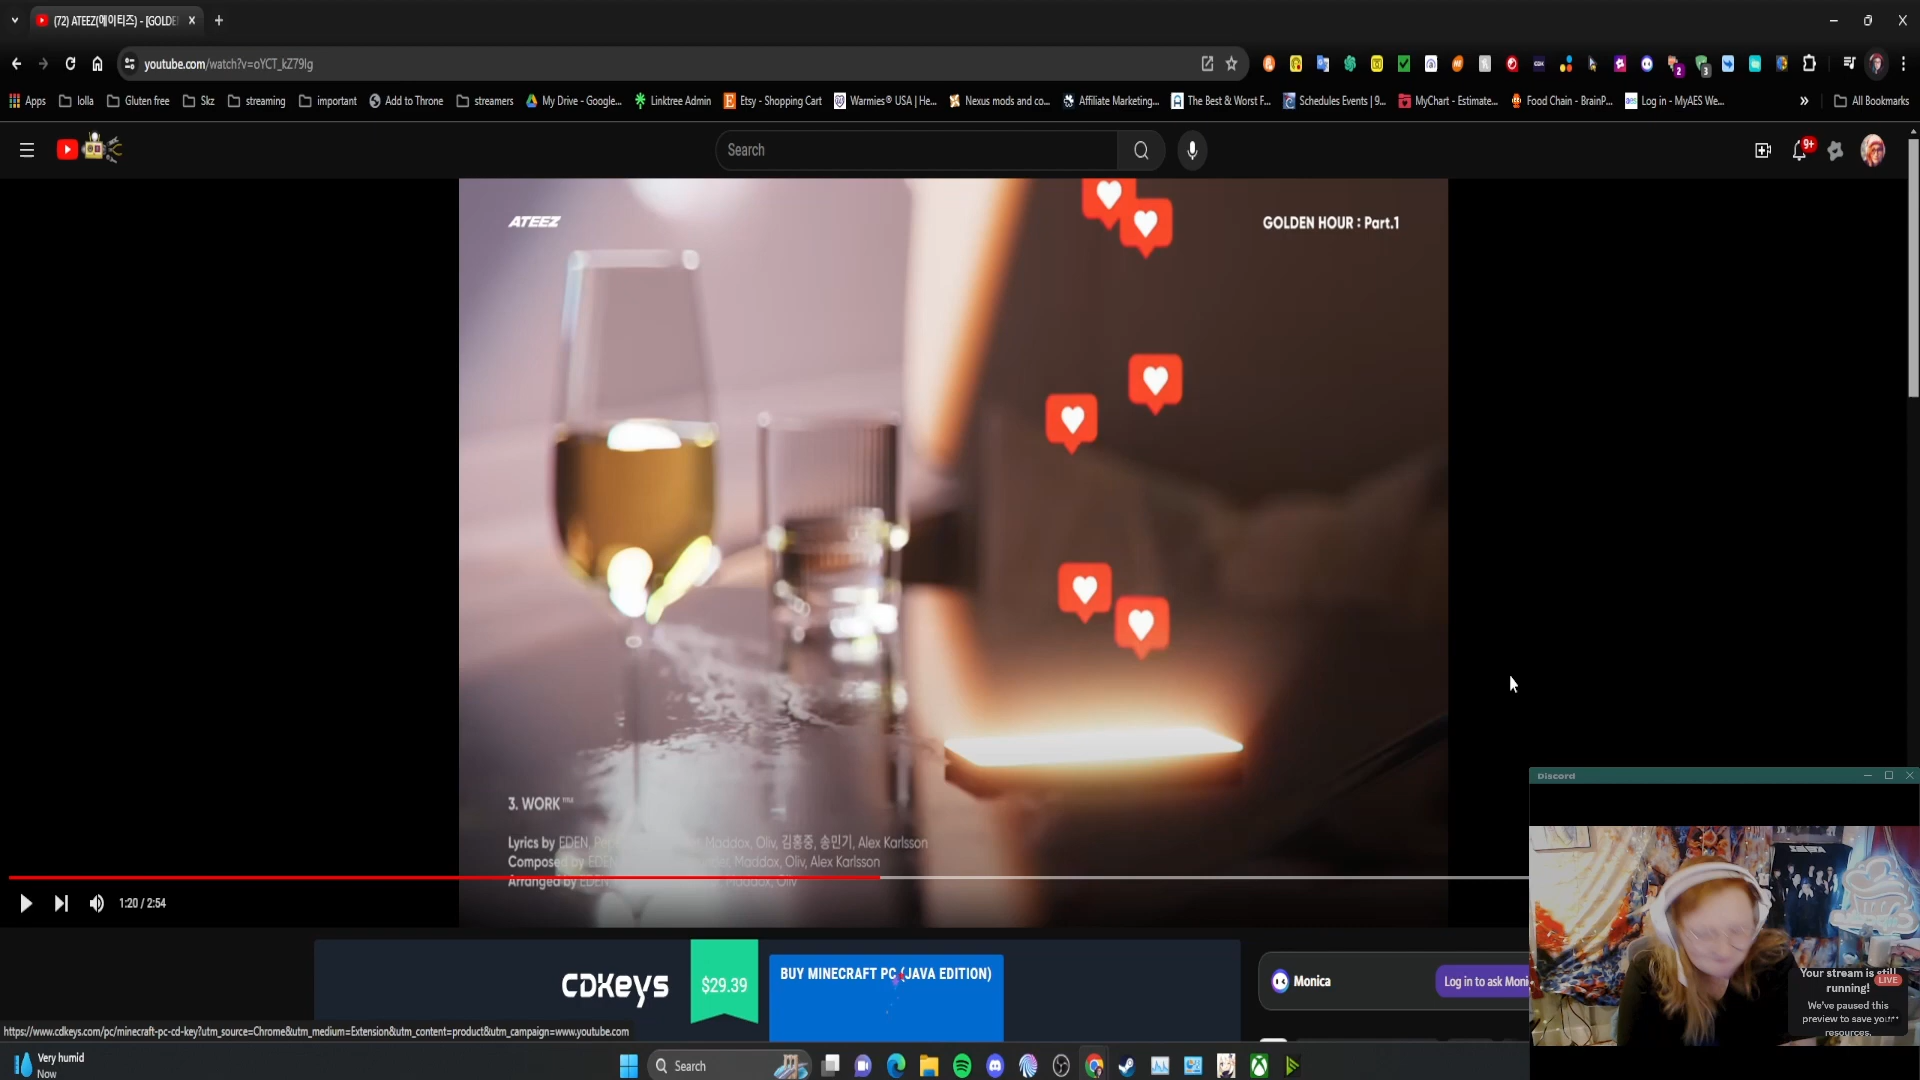 (72) ATEEZ(에이티즈) - [GOLDE
youtube.com/watch?v=oYCT_kZ79lg
Apps
lolla
Gluten free
Skz
streaming
important
Add to Throne
streamers
My Drive - Google...
Linktree Admin
Etsy - Shopping Cart
Warmies® USA | He...
Nexus mods and co...
Affiliate Marketing...
The Best & Worst F...
Schedules Events | 9...
MyChart - Estimate...
Food Chain - BrainP...
Log in - MyAES We...
»
All Bookmarks
Search
9+
ATEEZ
GOLDEN HOUR : Part.1
3. WORK TITLE
Lyrics by EDEN, Maddox, Oliv, 김홍중, 송민기, Alex Karlsson
Composed by EDEN, Maddox, Oliv, Alex Karlsson
Arranged by EDEN, Maddox, Oliv
1:20 / 2:54
CDKeys
$29.39
BUY MINECRAFT PC (JAVA EDITION)
Monica
Log in to ask Moni
https://www.cdkeys.com/pc/minecraft-pc-cd-key?utm_source=Chrome&utm_medium=Extension&utm_content=product&utm_campaign=www.youtube.com
Discord
Your stream is still
running!
LIVE
We've paused this
preview to save your
resources.
Very humid
Now
Search